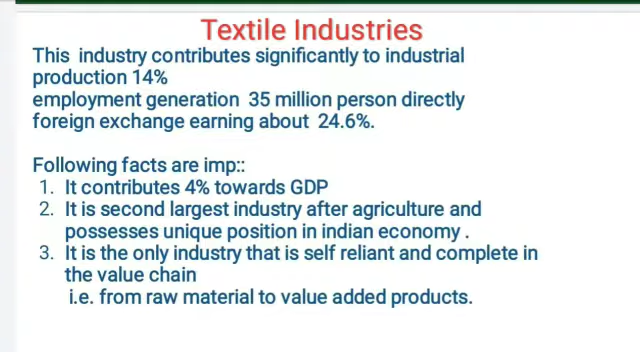 Textile Industries
This industry contributes significantly to industrial
production 14%
employment generation 35 million person directly
foreign exchange earning about 24.6%.
Following facts are imp::
1. It contributes 4% towards GDP
2. It is second largest industry after agriculture and
possesses unique position in indian economy .
3. It is the only industry that is self reliant and complete in
the value chain
i.e. from raw material to value added products.